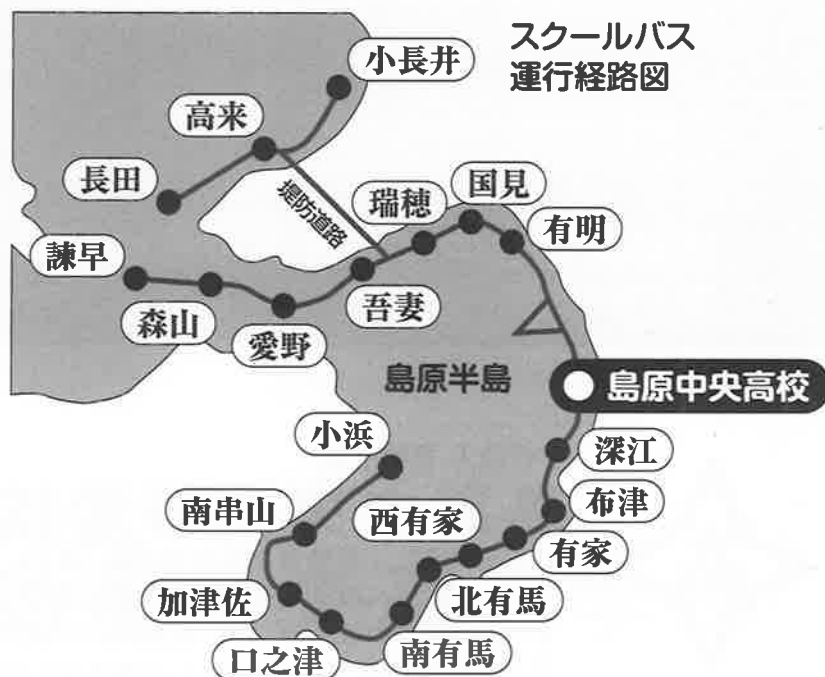 スクールバス
運行経路図
小長井
高来
長田
堤防道路
国見
瑞穂
有明
諫早
森山
愛野
吾妻
島原半島
島原中央高校
小浜
深江
南串山
西有家
布津
有家
加津佐
北有馬
口之津
南有馬